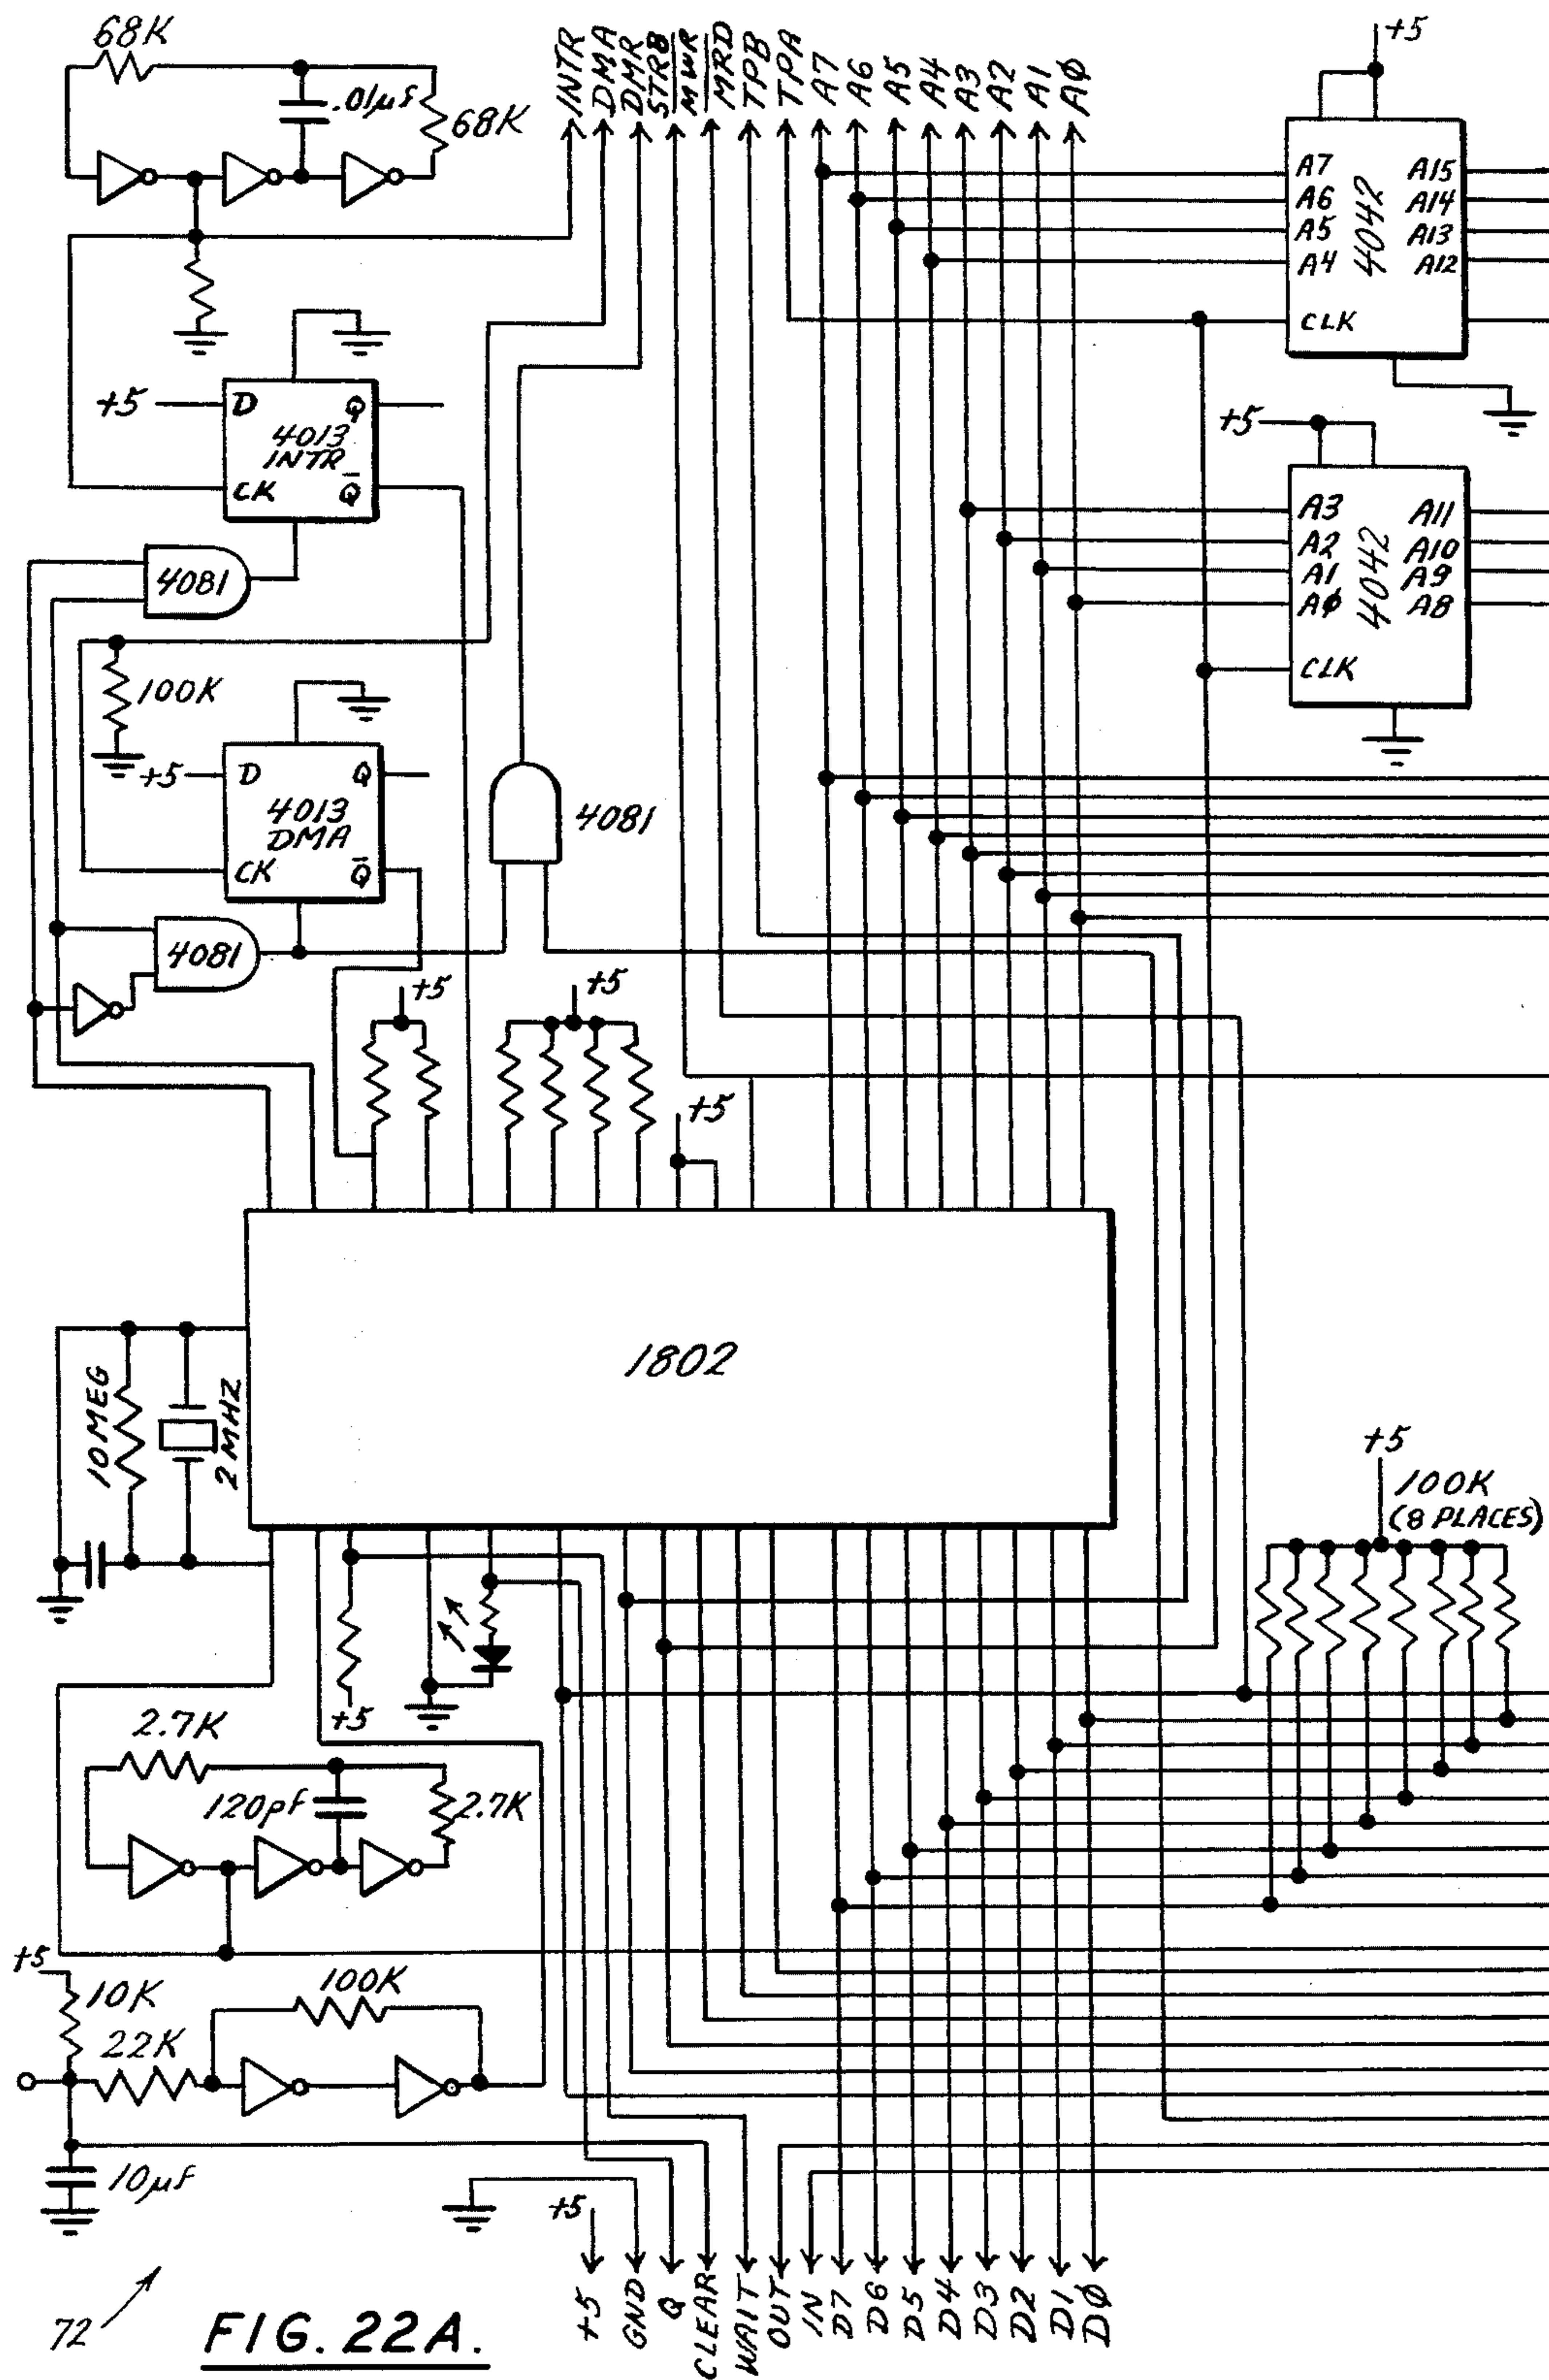 68K
.01μf
68K
INTR
DMA
DMR
STRB
MWR
MRD
TPB
TPA
A7
A6
A5
A4
A3
A2
A1
AØ
+5
A7 A15
A6 A14
A5 A13
A4 A12
4042
CLK
+5
D Q
4013
INTR
CK Q̅
+5
A3 A11
A2 A10
A1 A9
AØ A8
4042
CLK
4081
100K
+5
D Q
4013
DMA
CK Q̅
4081
4081
+5
+5
+5
1802
10MEG
2MHZ
+5
100K
(8 PLACES)
+5
2.7K
120pf
2.7K
+5
10K
100K
22K
10μf
+5
+5
GND
Q
CLEAR
WAIT
OUT
IN
D7
D6
D5
D4
D3
D2
D1
DØ
72
FIG. 22A.